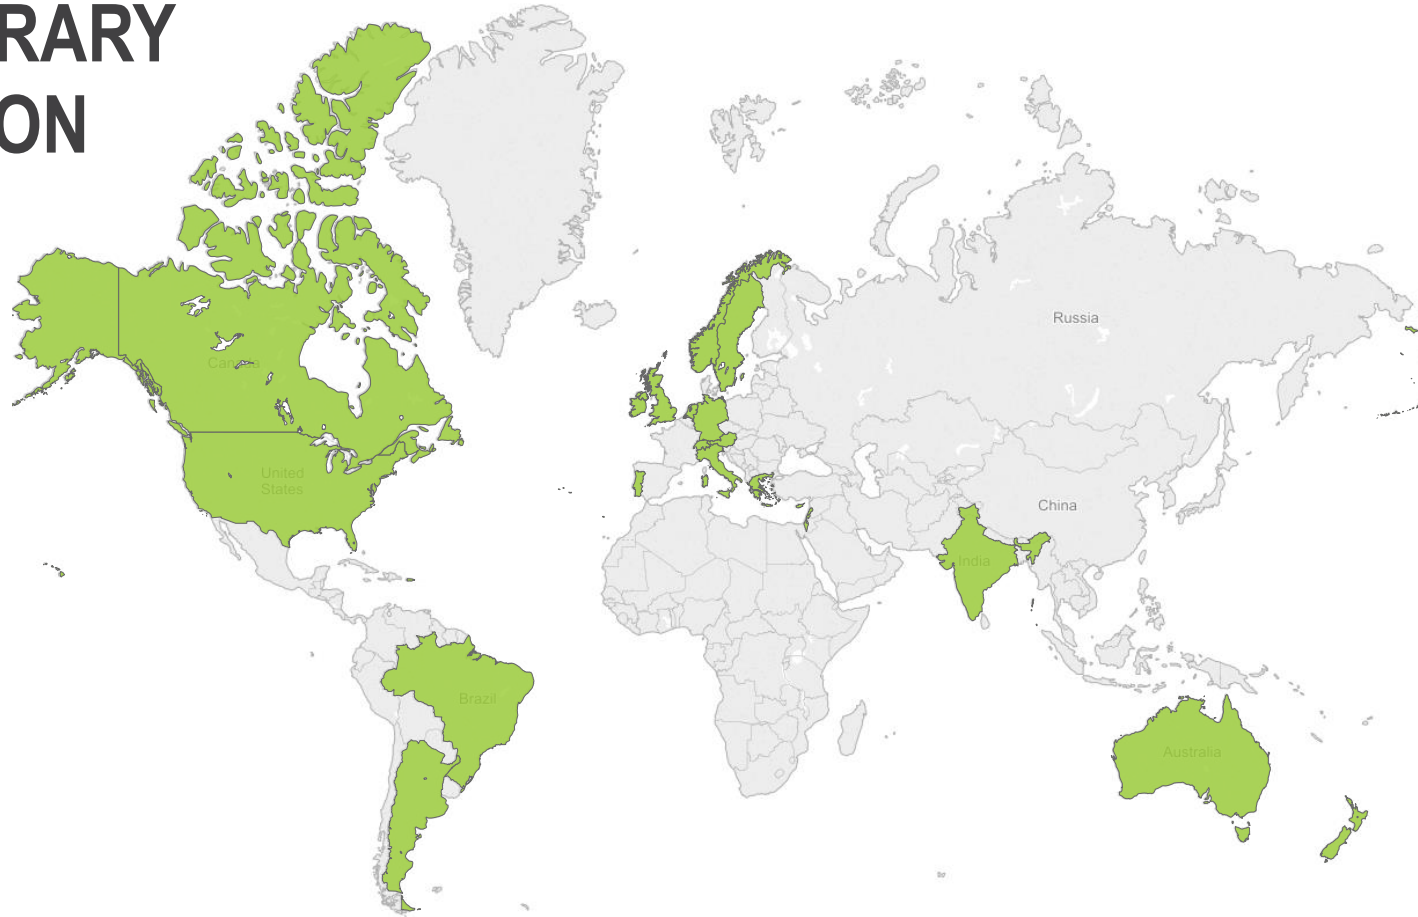 RARY
ON
Russia
Canada
United
States
China
India
Brazil
Australia